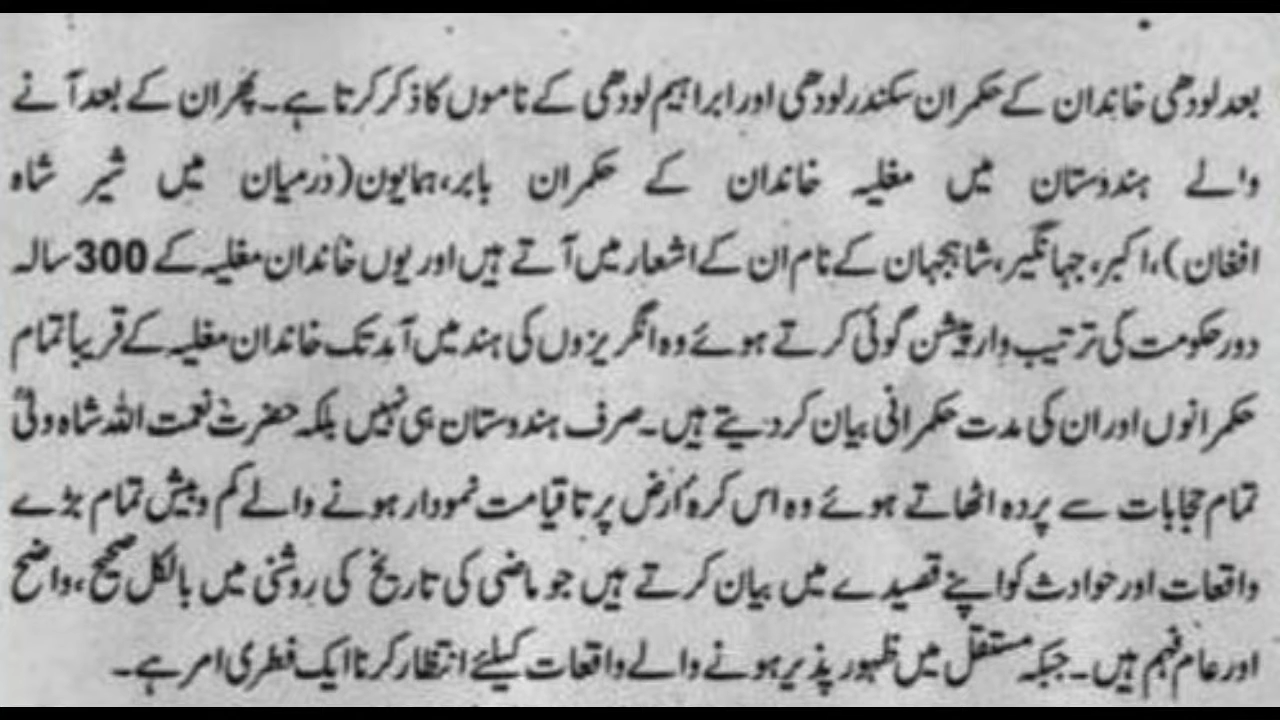 بعد لودھی خاندان کے حکمران سکندر لودھی اور ابراہیم لودھی کے ناموں کا ذکر کرتا ہے۔ پھر ان کے بعد آنے
والے ہندوستان میں مغلیہ خاندان کے حکمران بابر، ہمایوں (درمیان میں شیر شاہ
افغان)، اکبر، جہانگیر، شاہجہان کے نام ان کے اشعار میں آتے ہیں اور یوں خاندان مغلیہ کے 300 سالہ
دور حکومت کی ترتیب وار پیشن گوئی کرتے ہوئے وہ انگریزوں کی ہند میں آمد تک خاندان مغلیہ کے قریباً تمام
حکمرانوں اور ان کی مدت حکمرانی بیان کر دیتے ہیں۔ صرف ہندوستان ہی نہیں بلکہ حضرت نعمت اللہ شاہ ولیؒ
تمام حجابات سے پردہ اٹھاتے ہوئے وہ اس کرہ ارض پر تا قیامت نمودار ہونے والے کم و بیش تمام بڑے
واقعات اور حوادث کو اپنے قصیدے میں بیان کرتے ہیں جو ماضی کی تاریخ کی روشنی میں بالکل صحیح، واضح
اور عام فہم ہیں۔ جبکہ مستقل میں ظہور پذیر ہونے والے واقعات کیلئے انتظار کرنا ایک فطری امر ہے۔